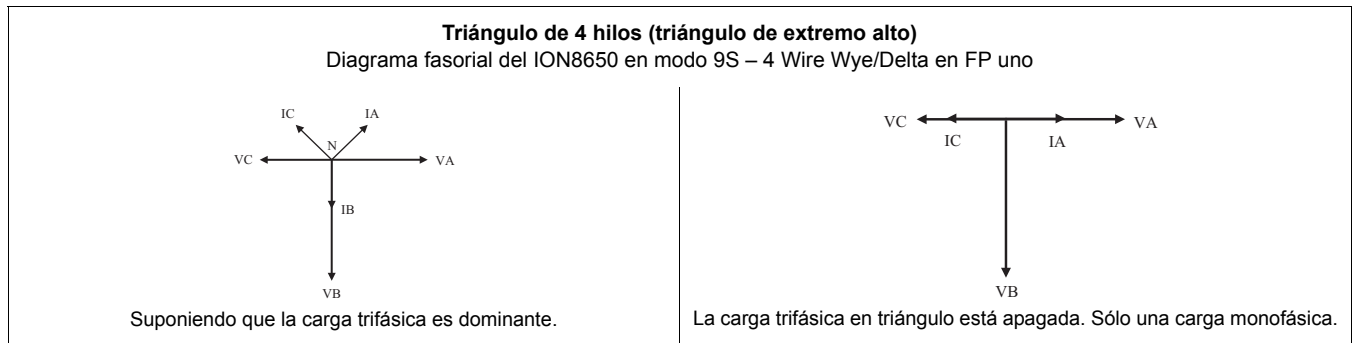 Triángulo de 4 hilos (triángulo de extremo alto)
Diagrama fasorial del ION8650 en modo 9S – 4 Wire Wye/Delta en FP uno
IC
IA
N
VC
VA
IB
VB
Suponiendo que la carga trifásica es dominante.
VC
VA
IC
IA
VB
La carga trifásica en triángulo está apagada. Sólo una carga monofásica.